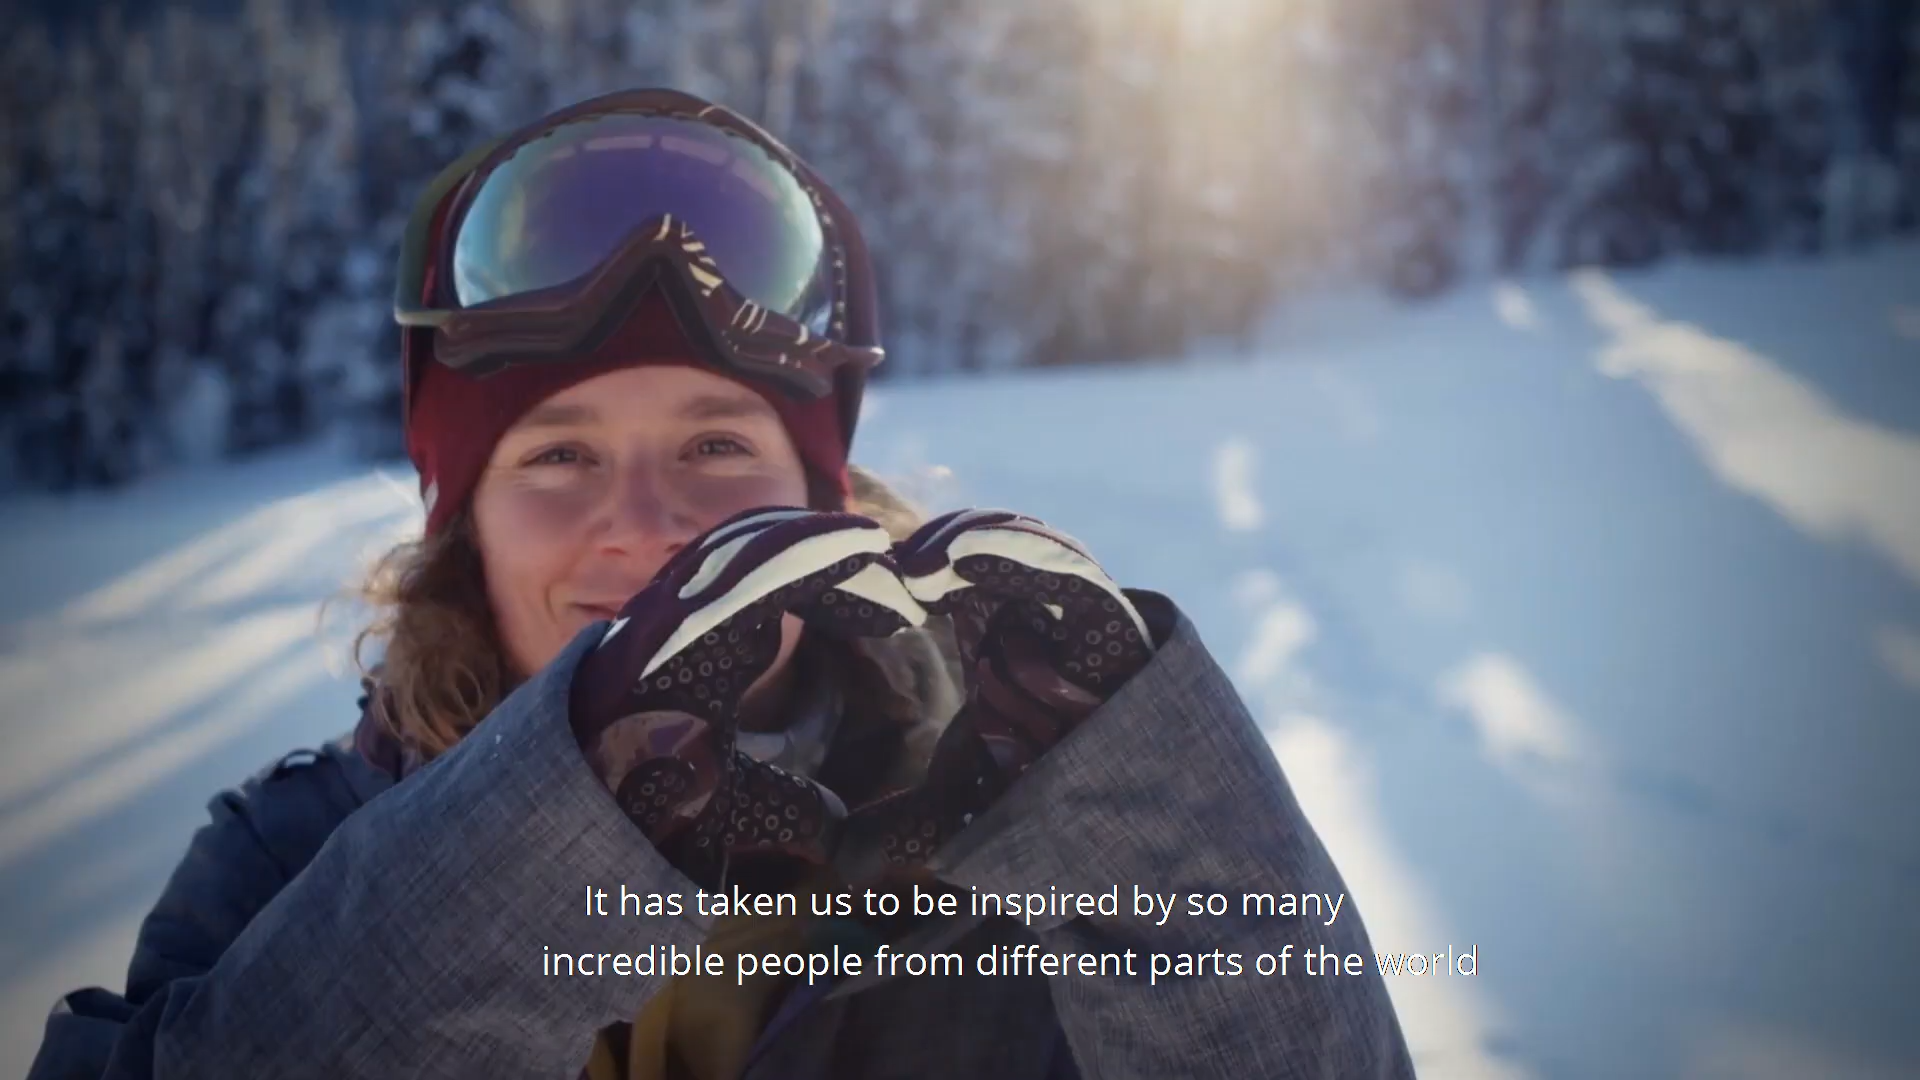 It has taken us to be inspired by so many
incredible people from different parts of the world